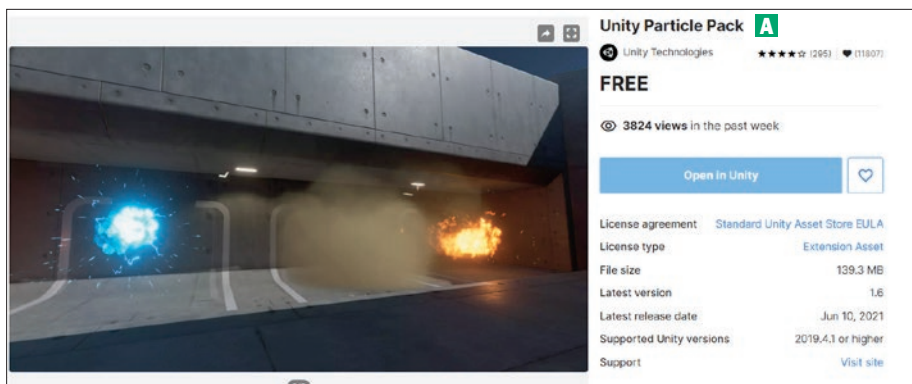 Unity Particle Pack A
Unity Technologies ★★★★☆ (295) ♥ (11807)
FREE
3824 views in the past week
Open in Unity
License agreement Standard Unity Asset Store EULA
License type Extension Asset
File size 139.3 MB
Latest version 1.6
Latest release date Jun 10, 2021
Supported Unity versions 2019.4.1 or higher
Support Visit site